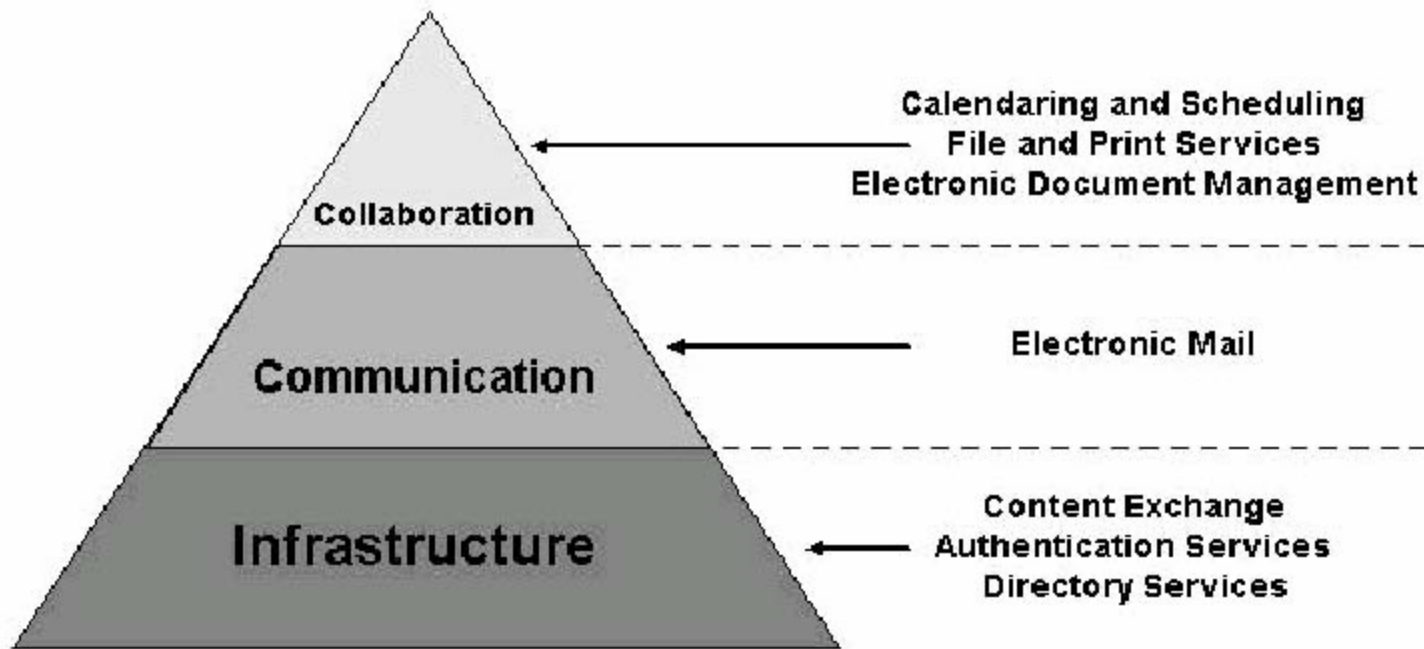 Calendaring and Scheduling
File and Print Services
Electronic Document Management
Collaboration
Electronic Mail
Communication
Content Exchange
Infrastructure
Authentication Services
Directory Services